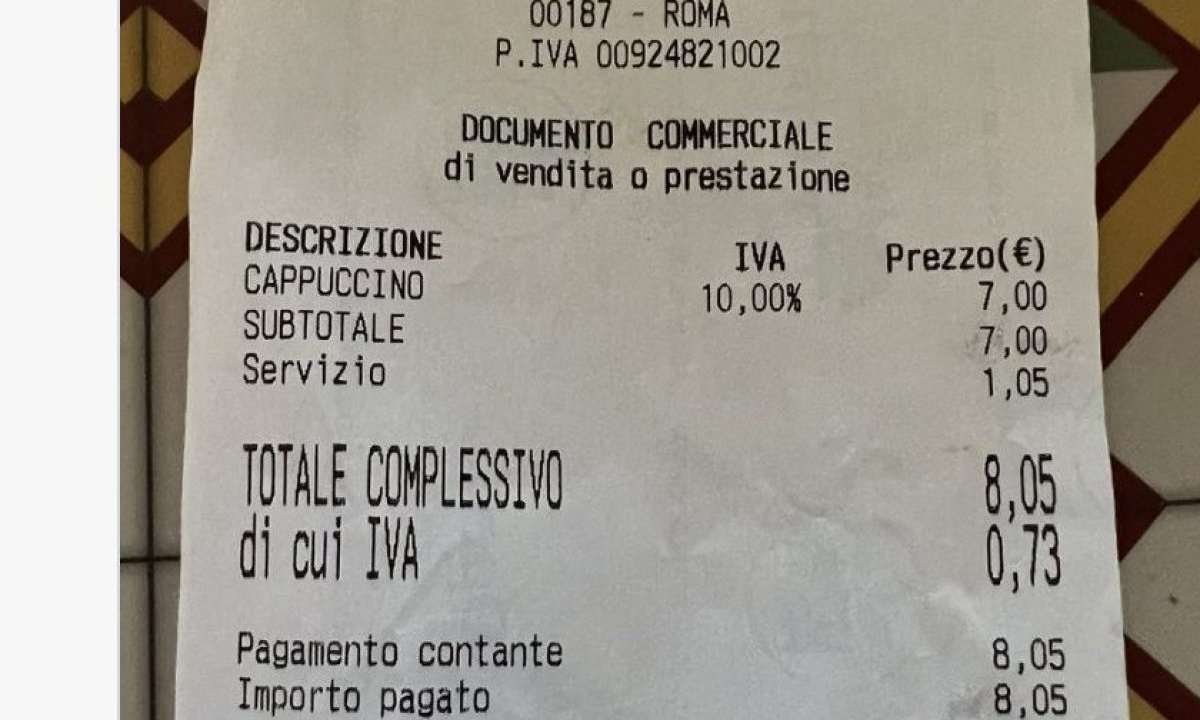 00187 - ROMA
P.IVA 00924821002
DOCUMENTO COMMERCIALE
di vendita o prestazione
DESCRIZIONE IVA Prezzo(€)
CAPPUCCINO 10,00% 7,00
SUBTOTALE 7,00
Servizio 1,05
TOTALE COMPLESSIVO 8,05
di cui IVA 0,73
Pagamento contante 8,05
Importo pagato 8,05